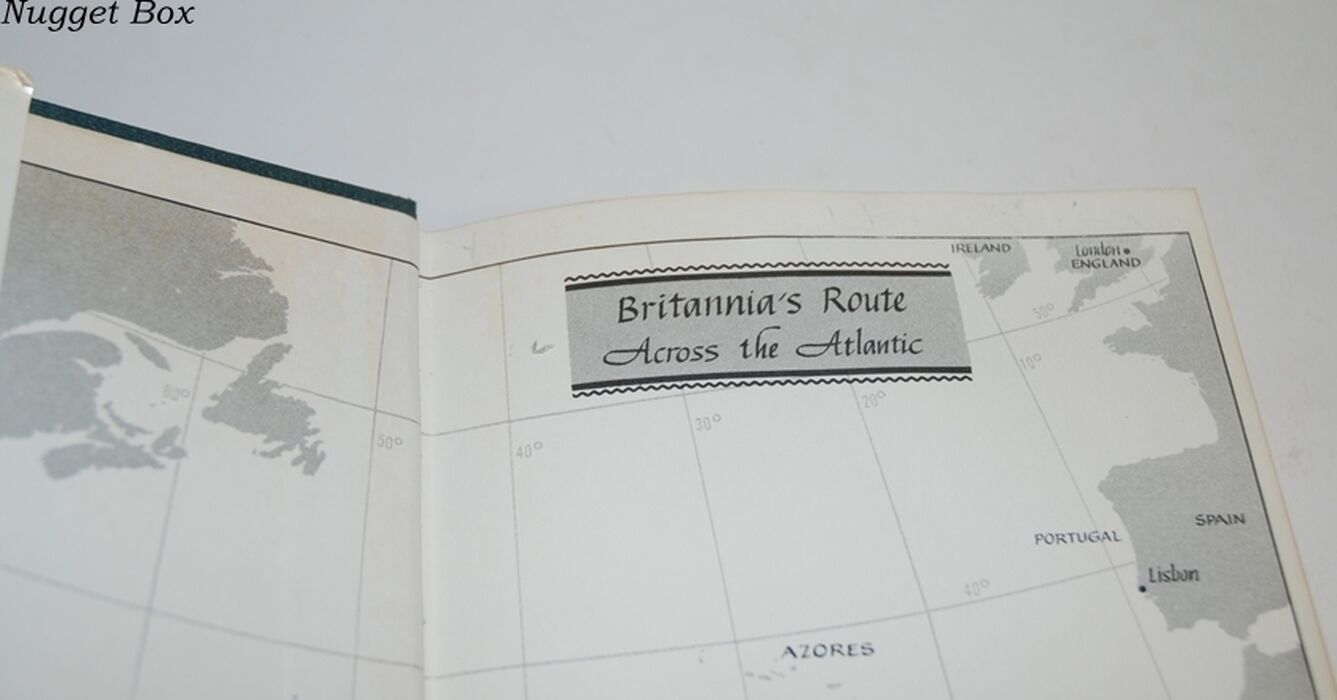 Nugget Box
Britannia's Route
Across the Atlantic
IRELAND
London
ENGLAND
50°
10°
60°
20°
30°
50°
40°
SPAIN
PORTUGAL
Lisbon
40°
AZORES